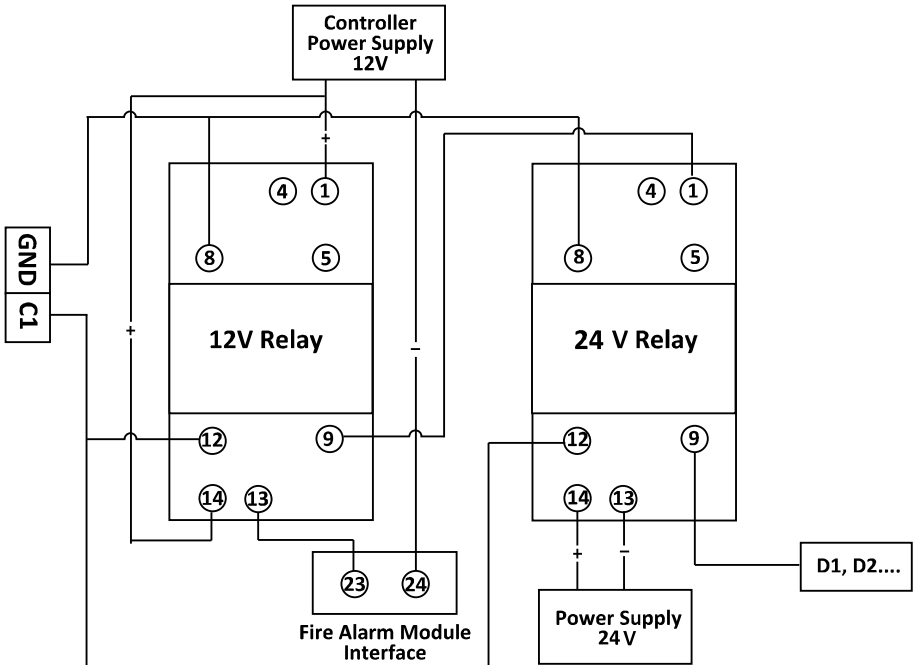 Controller
Power Supply
12V
+
4 1
4 1
8 5
8 5
GND
C1
+
12V Relay
–
24 V Relay
12 9
12 9
14 13
14 13
+ –
23 24
D1, D2....
Fire Alarm Module
Interface
Power Supply
24 V